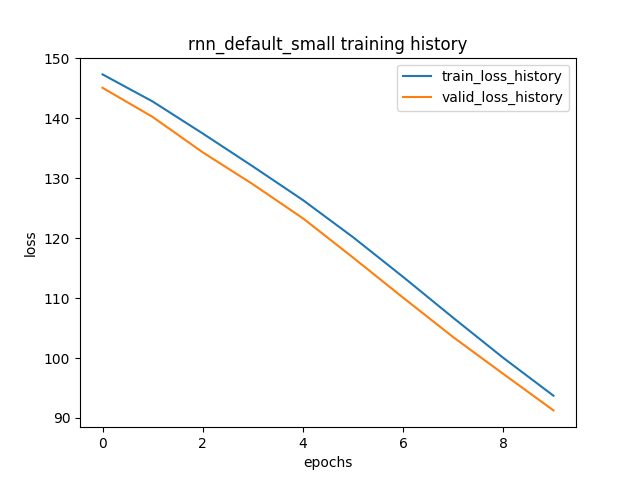 rnn_default_small training history
train_loss_history
valid_loss_history
150
140
130
120
110
100
90
loss
0 2 4 6 8
epochs